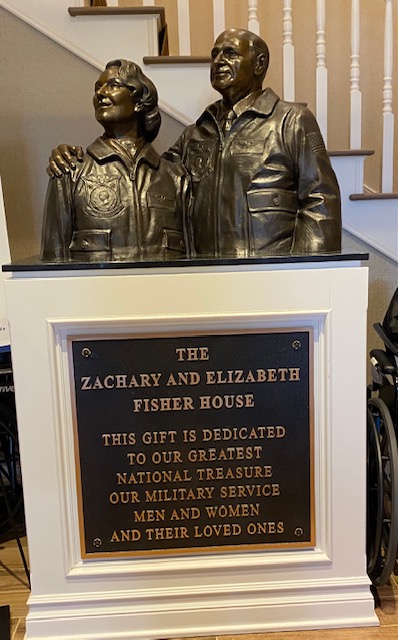 THE
ZACHARY AND ELIZABETH
FISHER HOUSE
THIS GIFT IS DEDICATED
TO OUR GREATEST
NATIONAL TREASURE
OUR MILITARY SERVICE
MEN AND WOMEN
AND THEIR LOVED ONES